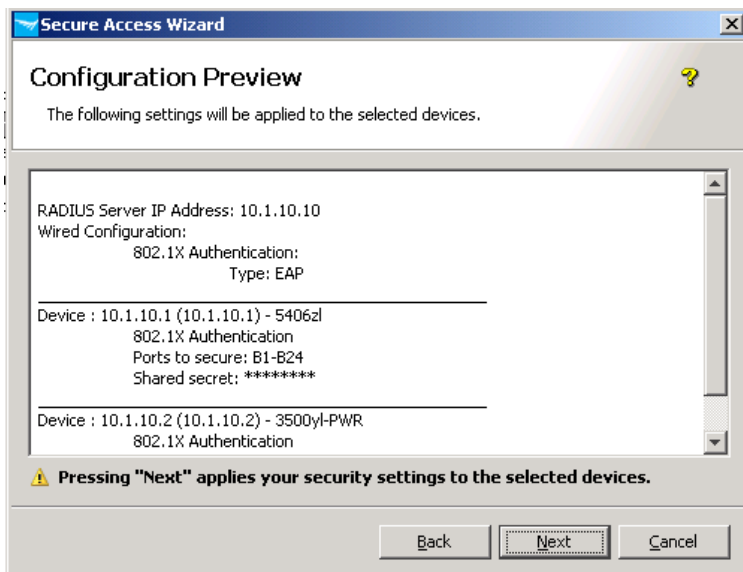 Secure Access Wizard
Configuration Preview
The following settings will be applied to the selected devices.
RADIUS Server IP Address: 10.1.10.10
Wired Configuration:
802.1X Authentication:
Type: EAP
Device : 10.1.10.1 (10.1.10.1) - 5406zl
802.1X Authentication
Ports to secure: B1-B24
Shared secret: ********
Device : 10.1.10.2 (10.1.10.2) - 3500yl-PWR
802.1X Authentication
Pressing "Next" applies your security settings to the selected devices.
Back Next Cancel